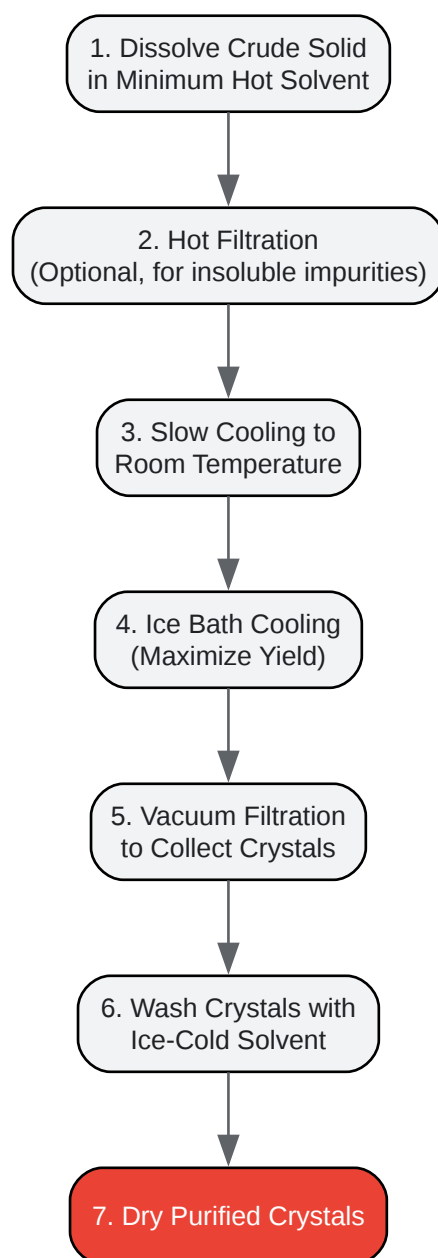 1. Dissolve Crude Solid
in Minimum Hot Solvent
2. Hot Filtration
(Optional, for insoluble impurities)
3. Slow Cooling to
Room Temperature
4. Ice Bath Cooling
(Maximize Yield)
5. Vacuum Filtration
to Collect Crystals
6. Wash Crystals with
Ice-Cold Solvent
7. Dry Purified Crystals